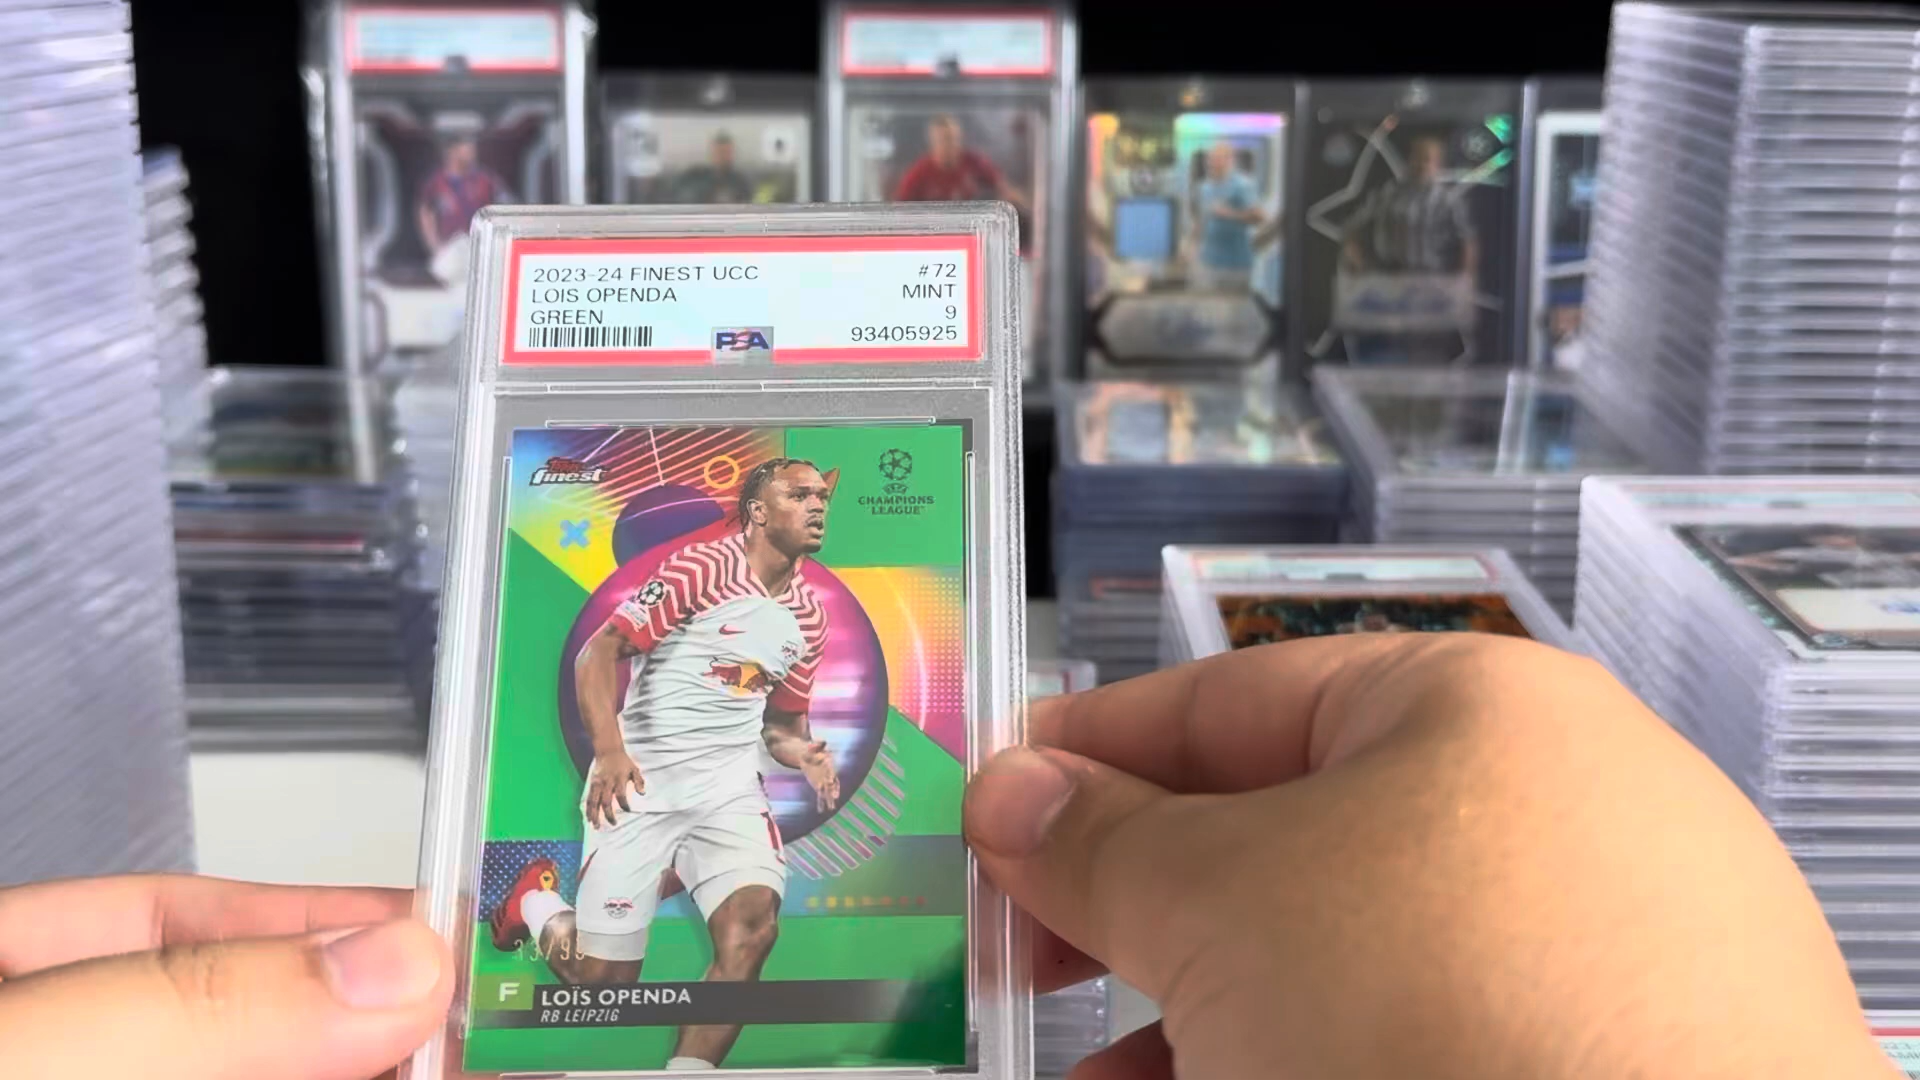 2023-24 FINEST UCC #72
LOIS OPENDA MINT
GREEN 9
93405925
PSA
Topps
finest
CHAMPIONS
LEAGUE
F LOÏS OPENDA
RB LEIPZIG